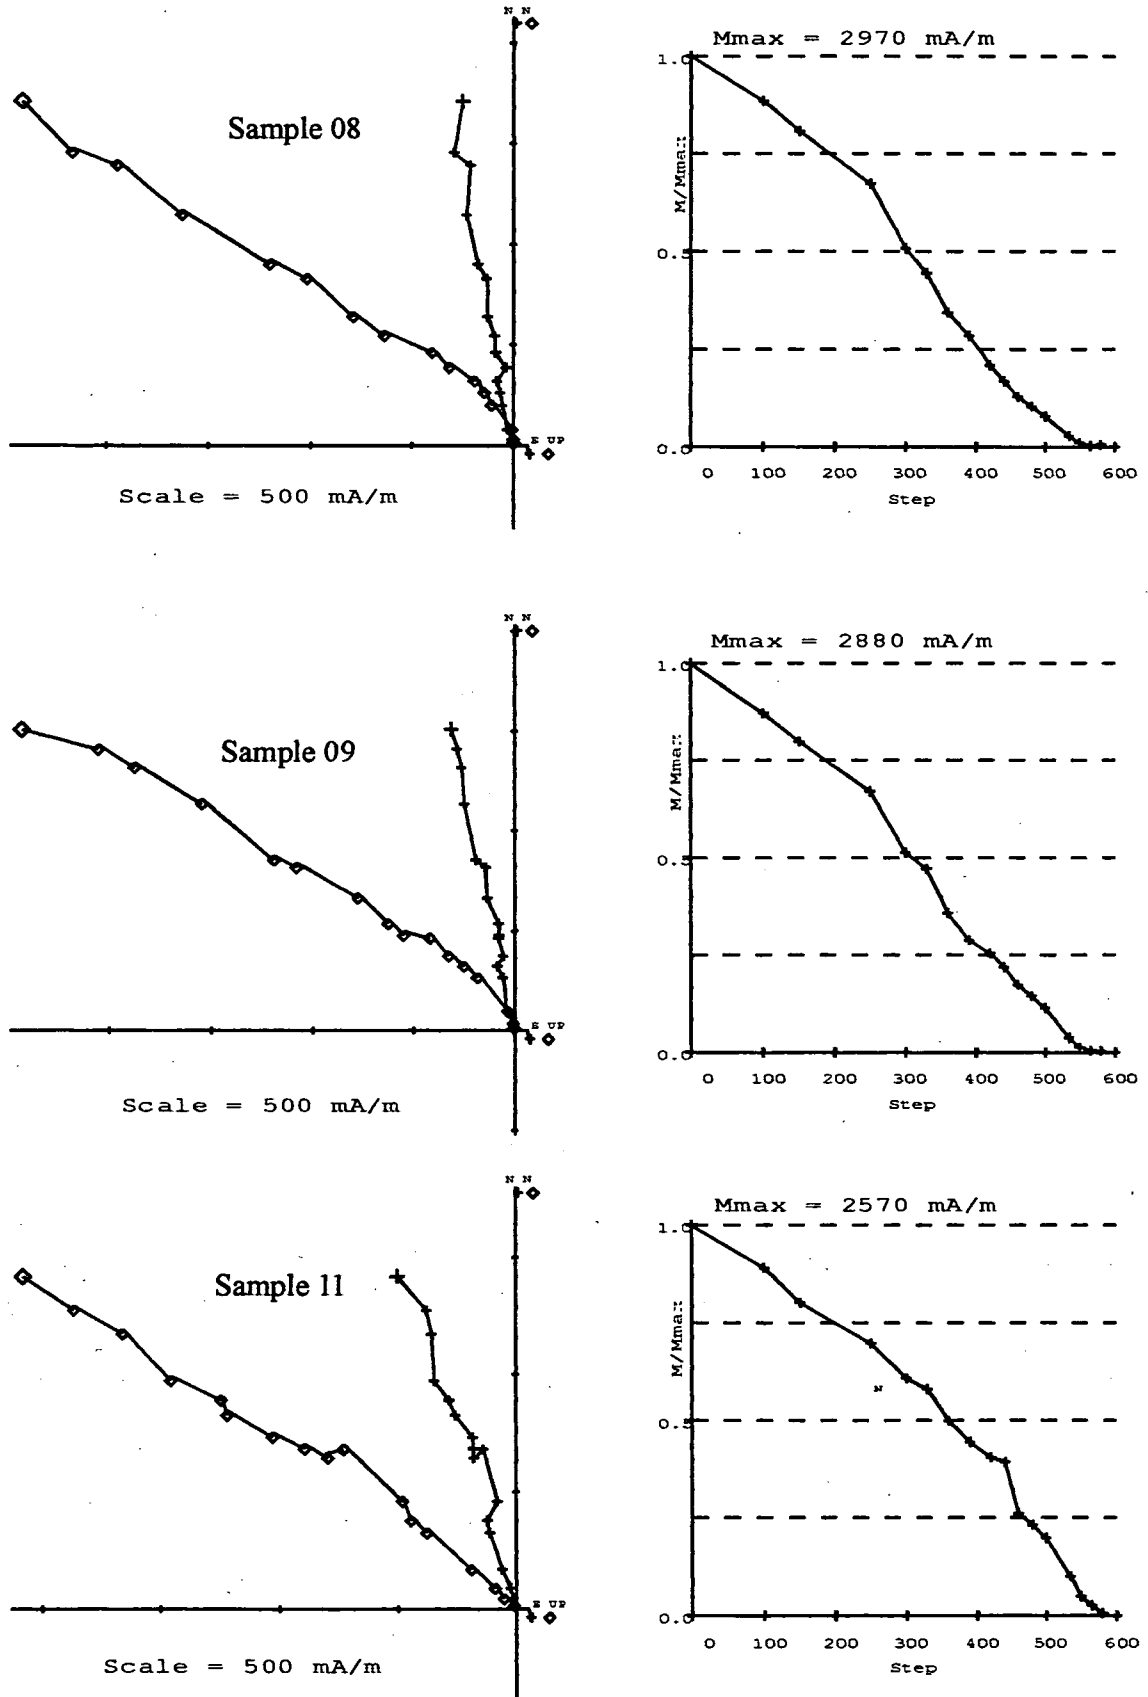 N N
Sample 08
E UP
Scale = 500 mA/m
Mmax = 2970 mA/m
1.0
M/Mmax
0.5
0.0
0 100 200 300 400 500 600
Step
N N
Sample 09
E UP
Scale = 500 mA/m
Mmax = 2880 mA/m
1.0
M/Mmax
0.5
0.0
0 100 200 300 400 500 600
Step
N N
Sample 11
E UP
Scale = 500 mA/m
Mmax = 2570 mA/m
1.0
M/Mmax
N
0.5
0.0
0 100 200 300 400 500 600
Step